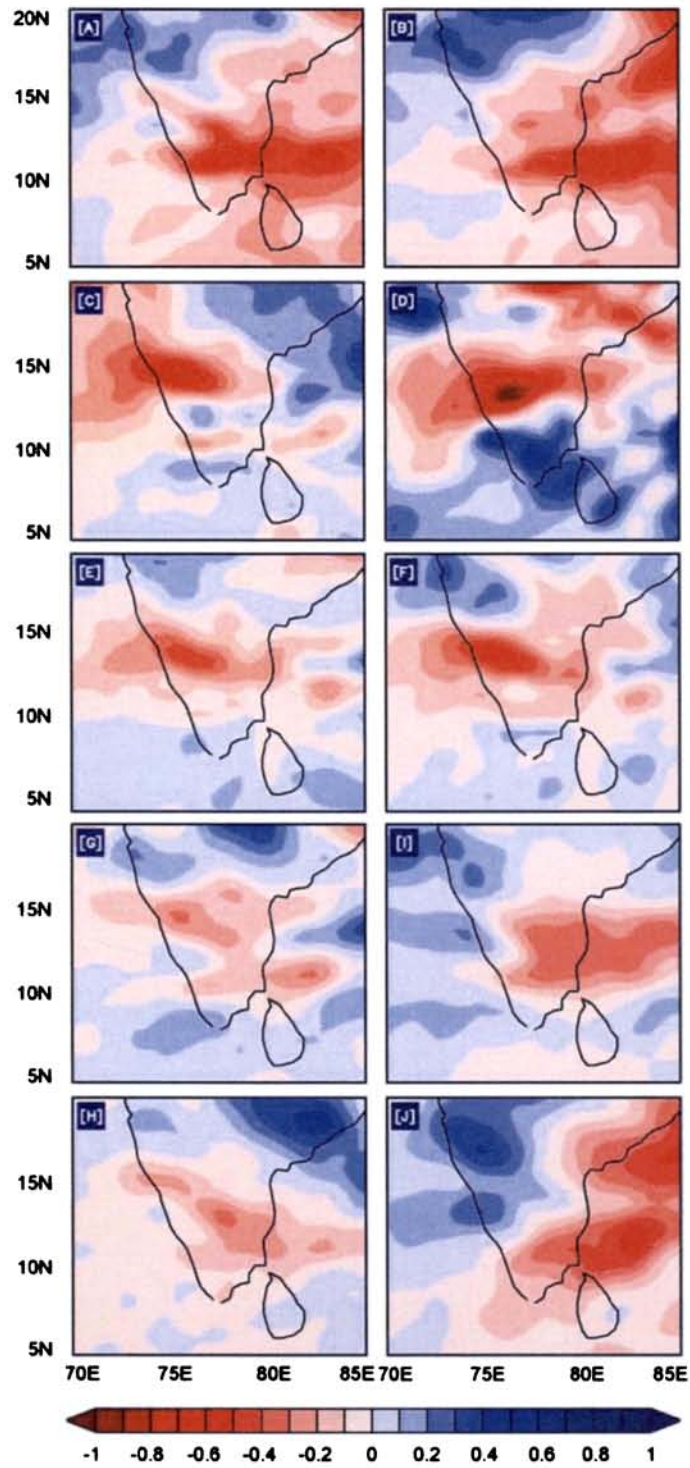 20N [A] [B]
15N
10N
5N
[C] [D]
15N
10N
5N
[E] [F]
15N
10N
5N
[G] [I]
15N
10N
5N
[H] [J]
15N
10N
5N
70E 75E 80E 85E 70E 75E 80E 85E
-1 -0.8 -0.6 -0.4 -0.2 0 0.2 0.4 0.6 0.8 1